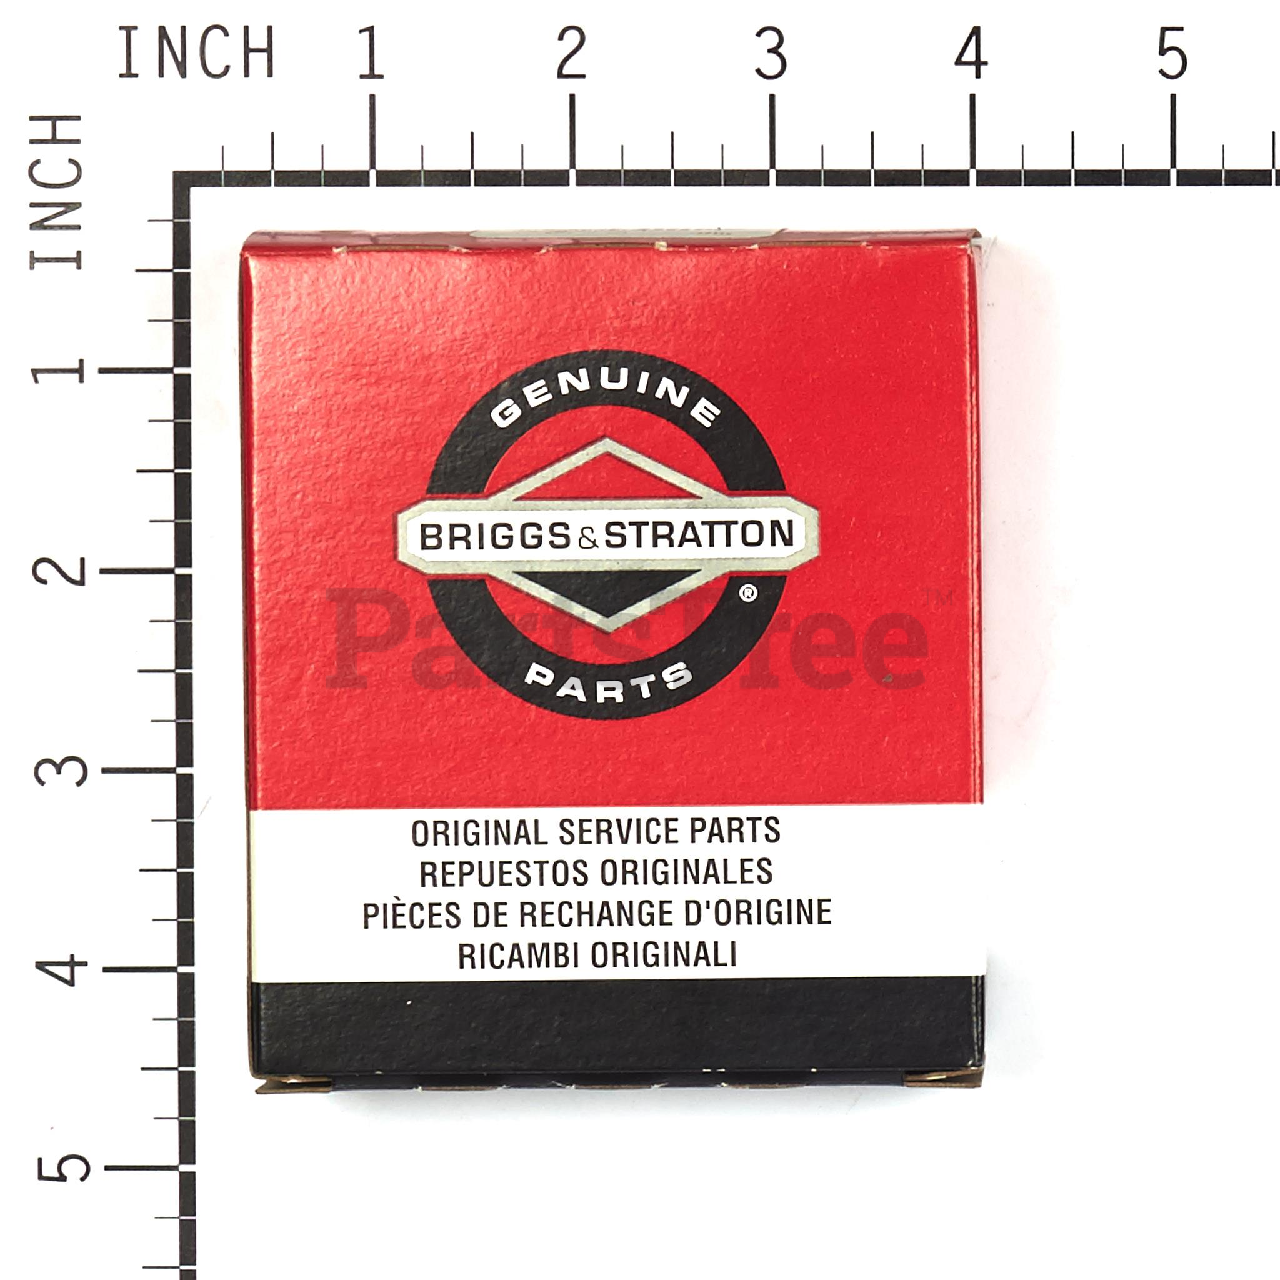 INCH 1 2 3 4 5
INCH
1
2
3
4
5
GENUINE
BRIGGS & STRATTON
®
PARTS
PartsTree™
ORIGINAL SERVICE PARTS
REPUESTOS ORIGINALES
PIÈCES DE RECHANGE D'ORIGINE
RICAMBI ORIGINALI